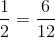 1/2 = 6/12